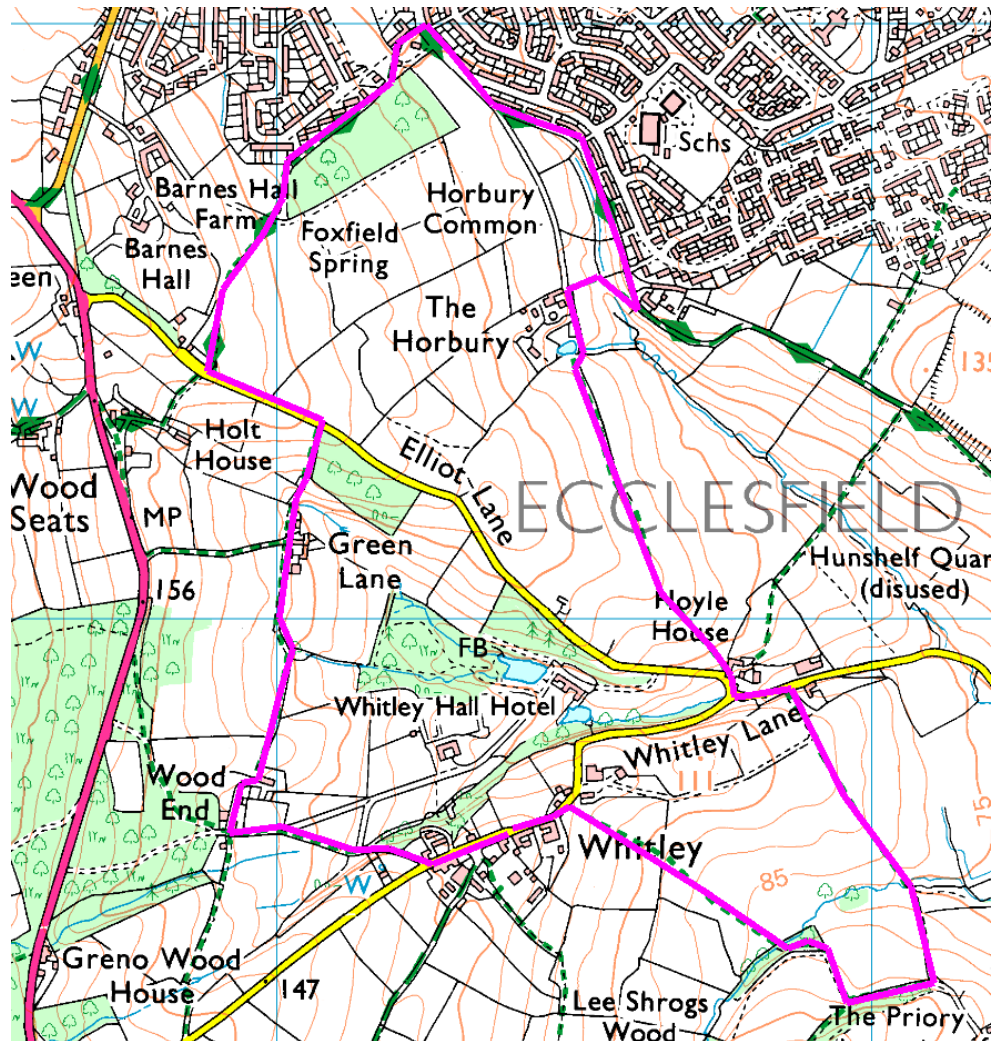 Schs
Barnes Hall
Farm
Horbury
Common
Foxfield
Spring
Barnes
Hall
een
The
Horbury
135
W
W
Holt
House
Elliot Lane
Wood
Seats
MP
ECCLESFIELD
Green
Lane
Hunshelf Quar
(disused)
156
Hoyle
House
FB
Whitley Hall Hotel
Whitley Lane
111
Wood
End
75
Whitley
85
W
Greno Wood
House
147
Lee Shrogs
Wood
The Priory